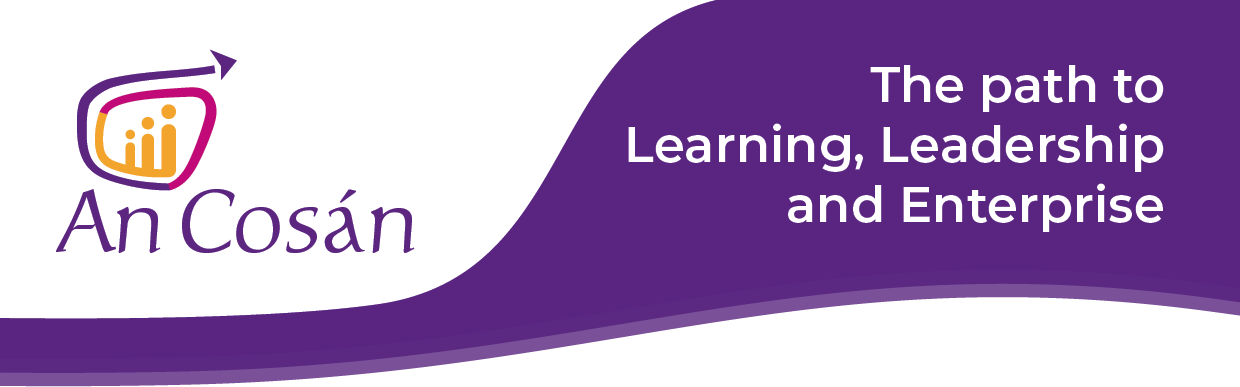 An Cosán
The path to
Learning, Leadership
and Enterprise